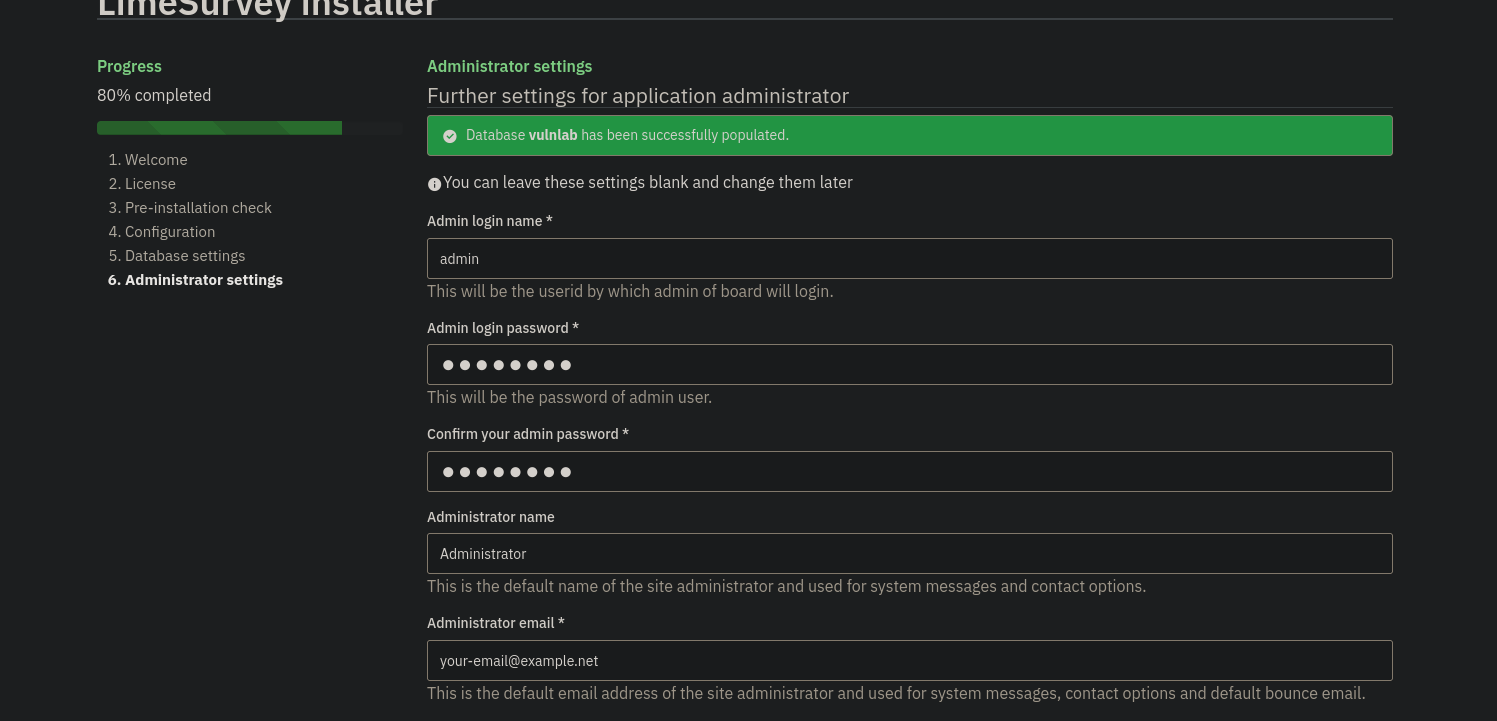 LimeSurvey Installer
Progress
80% completed
1. Welcome
2. License
3. Pre-installation check
4. Configuration
5. Database settings
6. Administrator settings
Administrator settings
Further settings for application administrator
Database vulnlab has been successfully populated.
You can leave these settings blank and change them later
Admin login name *
admin
This will be the userid by which admin of board will login.
Admin login password *
●●●●●●●●
This will be the password of admin user.
Confirm your admin password *
●●●●●●●●
Administrator name
Administrator
This is the default name of the site administrator and used for system messages and contact options.
Administrator email *
your-email@example.net
This is the default email address of the site administrator and used for system messages, contact options and default bounce email.